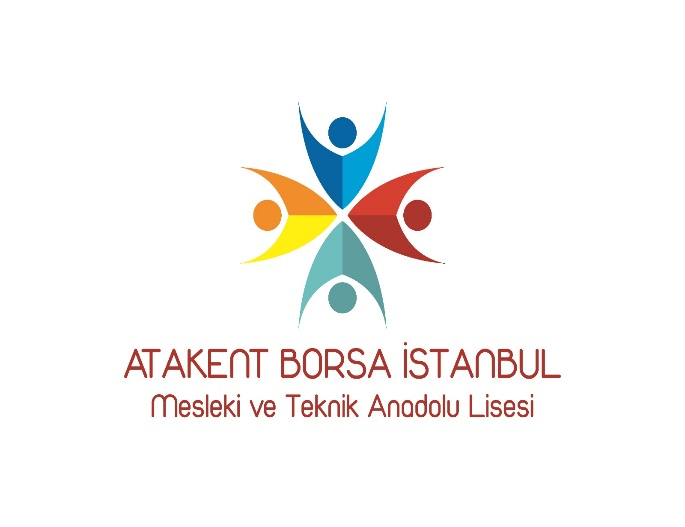 ATAKENT BORSA İSTANBUL
Mesleki ve Teknik Anadolu Lisesi